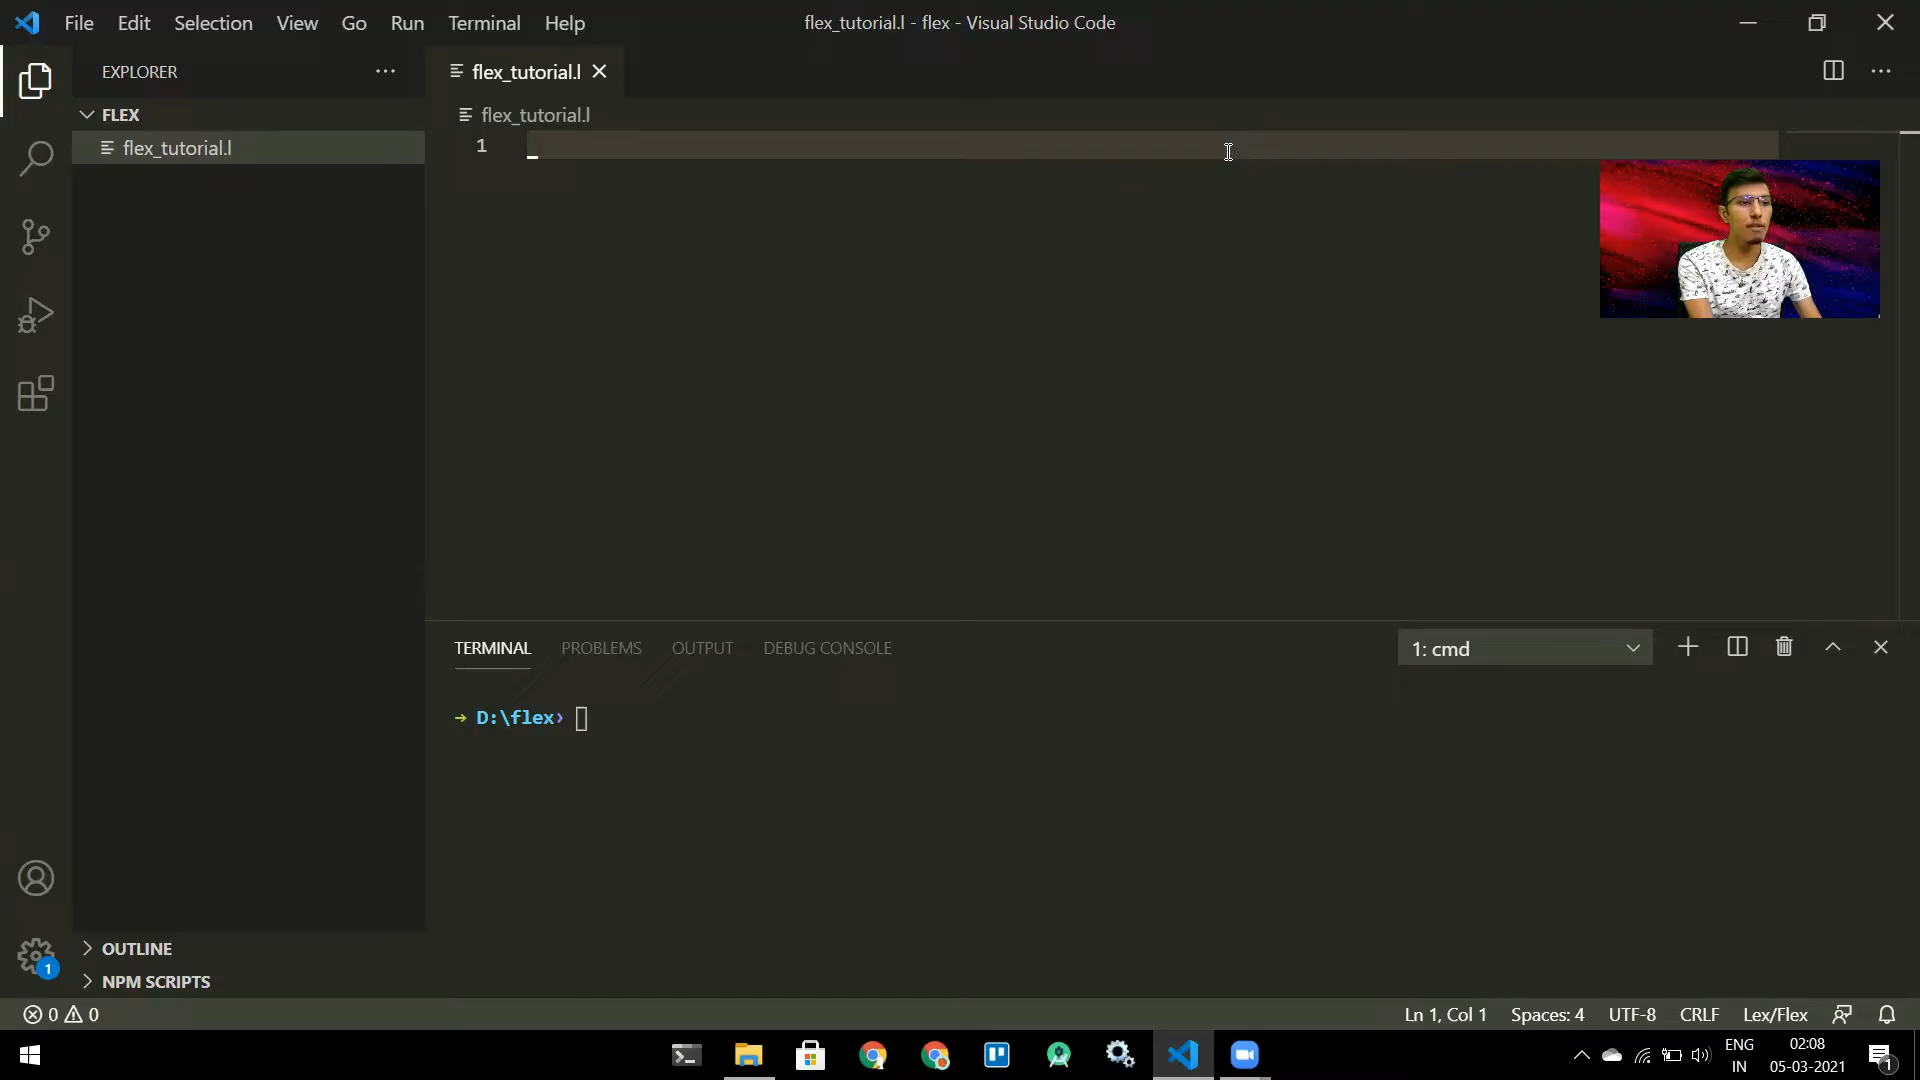 File Edit Selection View Go Run Terminal Help
flex_tutorial.l - flex - Visual Studio Code
EXPLORER
flex_tutorial.l
FLEX
flex_tutorial.l
flex_tutorial.l
1
TERMINAL PROBLEMS OUTPUT DEBUG CONSOLE
1: cmd
→ D:\flex›
OUTLINE
NPM SCRIPTS
1
0 0
Ln 1, Col 1 Spaces: 4 UTF-8 CRLF Lex/Flex
ENG
IN
02:08
05-03-2021
1